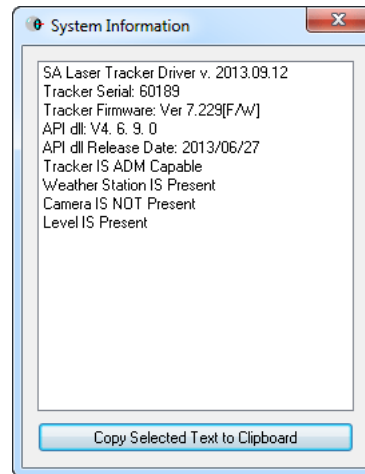 System Information
SA Laser Tracker Driver v. 2013.09.12
Tracker Serial: 60189
Tracker Firmware: Ver 7.229[F/W]
API dll: V4. 6. 9. 0
API dll Release Date: 2013/06/27
Tracker IS ADM Capable
Weather Station IS Present
Camera IS NOT Present
Level IS Present
Copy Selected Text to Clipboard